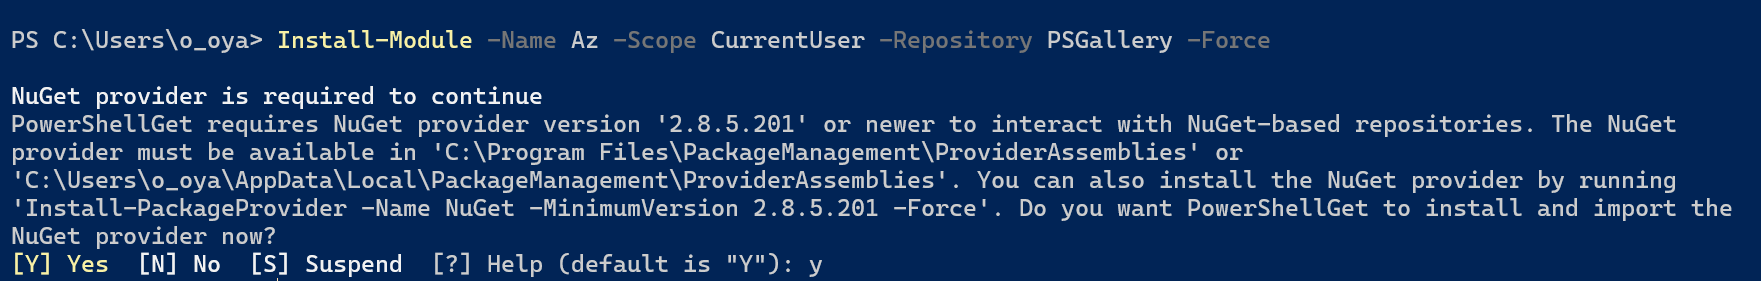 PS C:\Users\o_oya> Install-Module -Name Az -Scope CurrentUser -Repository PSGallery -Force
NuGet provider is required to continue
PowerShellGet requires NuGet provider version '2.8.5.201' or newer to interact with NuGet-based repositories. The NuGet
provider must be available in 'C:\Program Files\PackageManagement\ProviderAssemblies' or
'C:\Users\o_oya\AppData\Local\PackageManagement\ProviderAssemblies'. You can also install the NuGet provider by running
'Install-PackageProvider -Name NuGet -MinimumVersion 2.8.5.201 -Force'. Do you want PowerShellGet to install and import the
NuGet provider now?
[Y] Yes  [N] No  [S] Suspend  [?] Help (default is "Y"): y